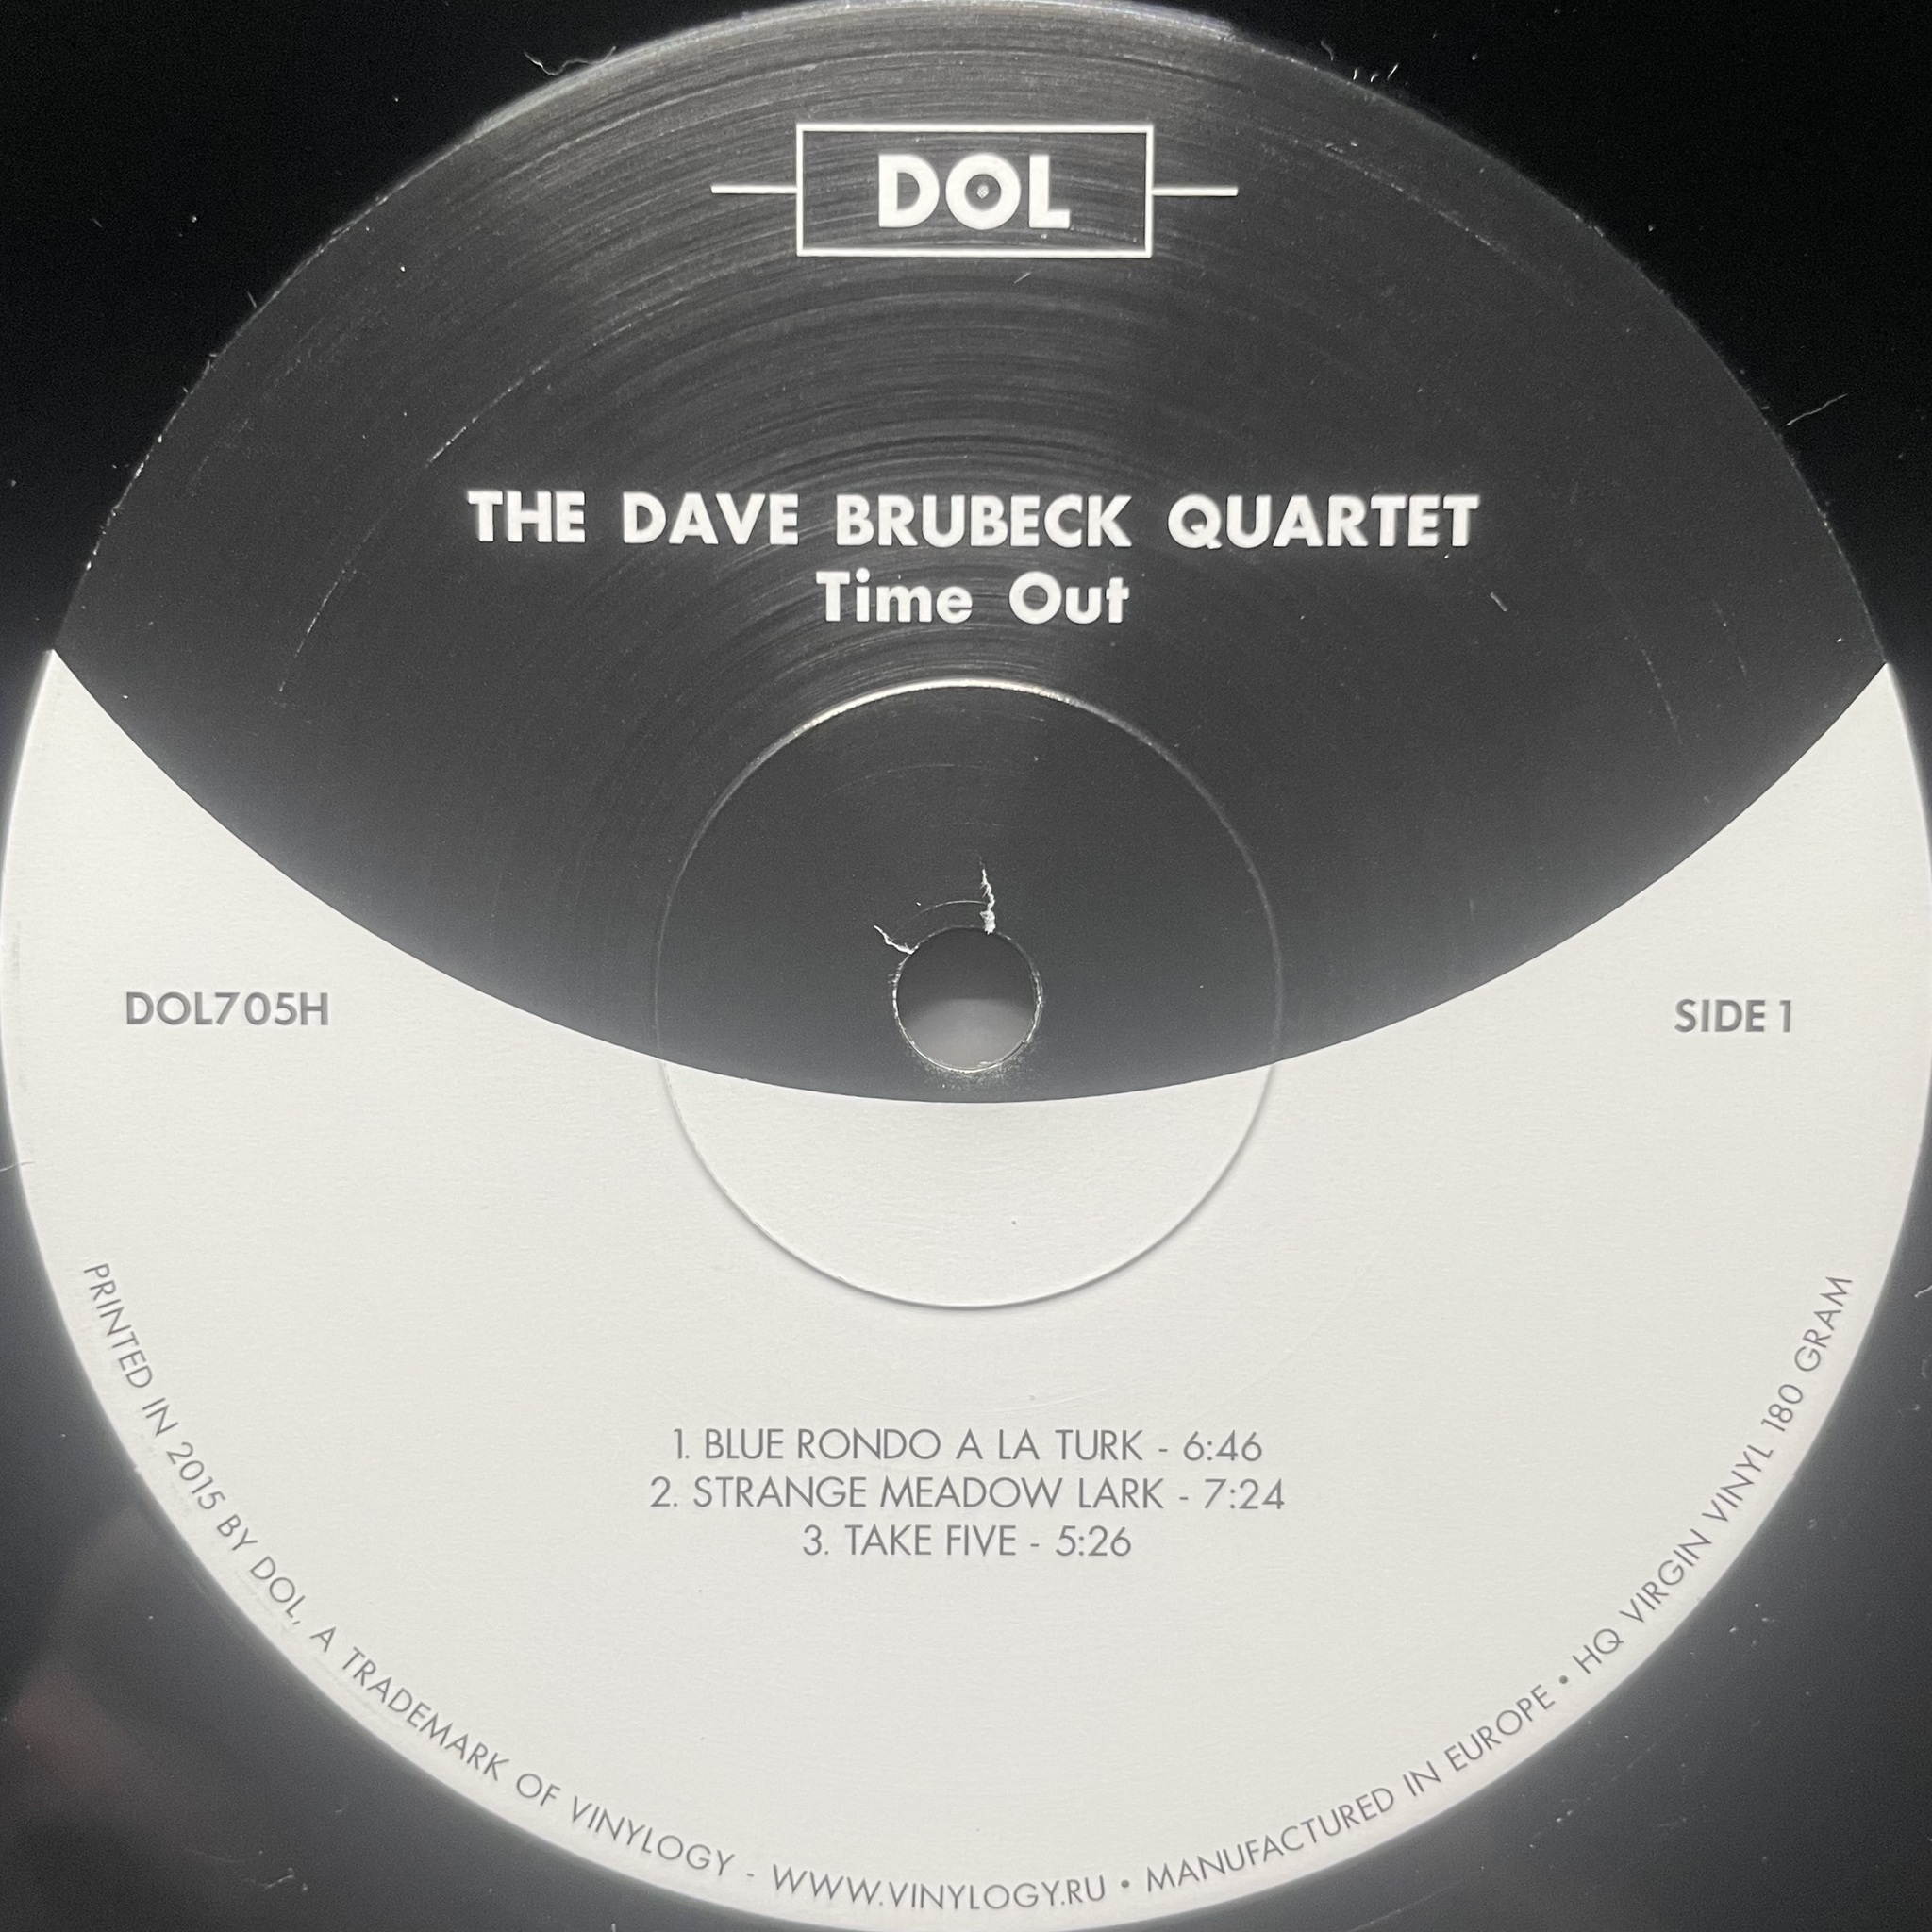 DOL
THE DAVE BRUBECK QUARTET
Time Out
DOL705H
SIDE 1
1. BLUE RONDO A LA TURK - 6:46
2. STRANGE MEADOW LARK - 7:24
3. TAKE FIVE - 5:26
PRINTED IN 2015 BY DOL, A TRADEMARK OF VINYLOGY - WWW.VINYLOGY.RU • MANUFACTURED IN EUROPE • HQ VIRGIN VINYL 180 GRAM